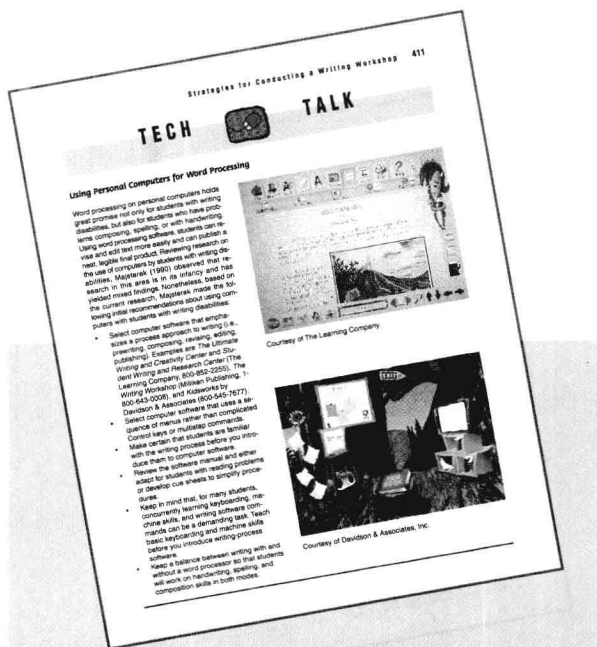 Strategies for Conducting a Writing Workshop 411
TECH TALK
Using Personal Computers for Word Processing
Word processing on personal computers holds
great promise not only for students with writing
disabilities, but also for students who have prob-
lems composing, spelling, or with handwriting.
Using word processing software, students can re-
vise and edit text more easily and can publish a
neat, legible final product. Reviewing research on
the use of computers by students with writing dis-
abilities, Majsterek (1990) observed that re-
search in this area is in its infancy and has
yielded mixed findings. Nonetheless, based on
the current research, Majsterek made the fol-
lowing initial recommendations about using com-
puters with students with writing disabilities:
• Select computer software that empha-
sizes a process approach to writing (i.e.,
prewriting, composing, revising, editing,
publishing). Examples are The Ultimate
Writing and Creativity Center and Stu-
dent Writing and Research Center (The
Learning Company, 800-852-2255), The
Writing Workshop (Milliken Publishing, 1-
800-643-0008), and Kidsworks by
Davidson & Associates (800-545-7677).
• Select computer software that uses a se-
quence of menus rather than complicated
Control keys or multistep commands.
• Make certain that students are familiar
with the writing process before you intro-
duce them to computer software.
• Review the software manual and either
adapt for students with reading problems
or develop cue sheets to simplify proce-
dures.
• Keep in mind that, for many students,
concurrently learning keyboarding, ma-
chine skills, and writing software com-
mands can be a demanding task. Teach
basic keyboarding and machine skills
before you introduce writing-process
software.
• Keep a balance between writing with and
without a word processor so that students
will work on handwriting, spelling, and
composition skills in both modes.
Courtesy of The Learning Company.
EXIT
Courtesy of Davidson & Associates, Inc.